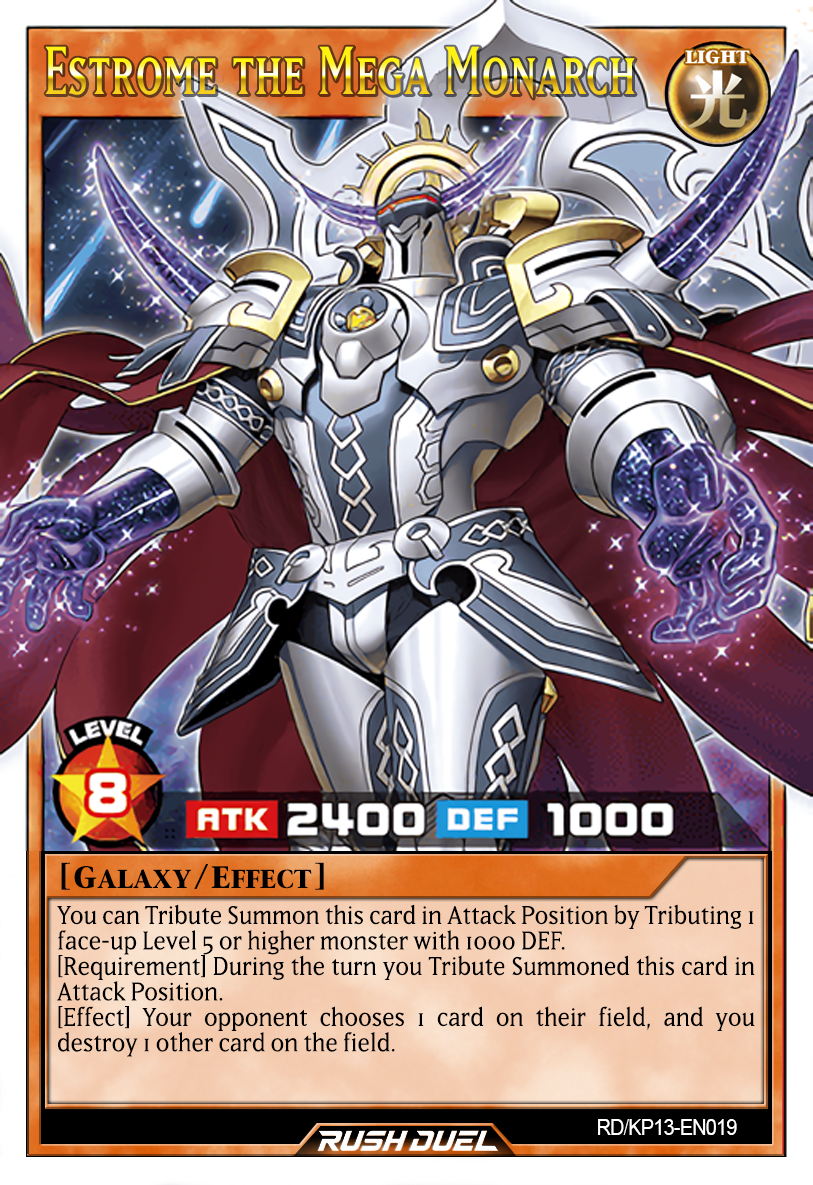 Estrome the Mega Monarch
LIGHT
光
LEVEL
8
ATK 2400 DEF 1000
[Galaxy/Effect]
You can Tribute Summon this card in Attack Position by Tributing 1
face-up Level 5 or higher monster with 1000 DEF.
[Requirement] During the turn you Tribute Summoned this card in
Attack Position.
[Effect] Your opponent chooses 1 card on their field, and you
destroy 1 other card on the field.
RD/KP13-EN019
RUSH DUEL